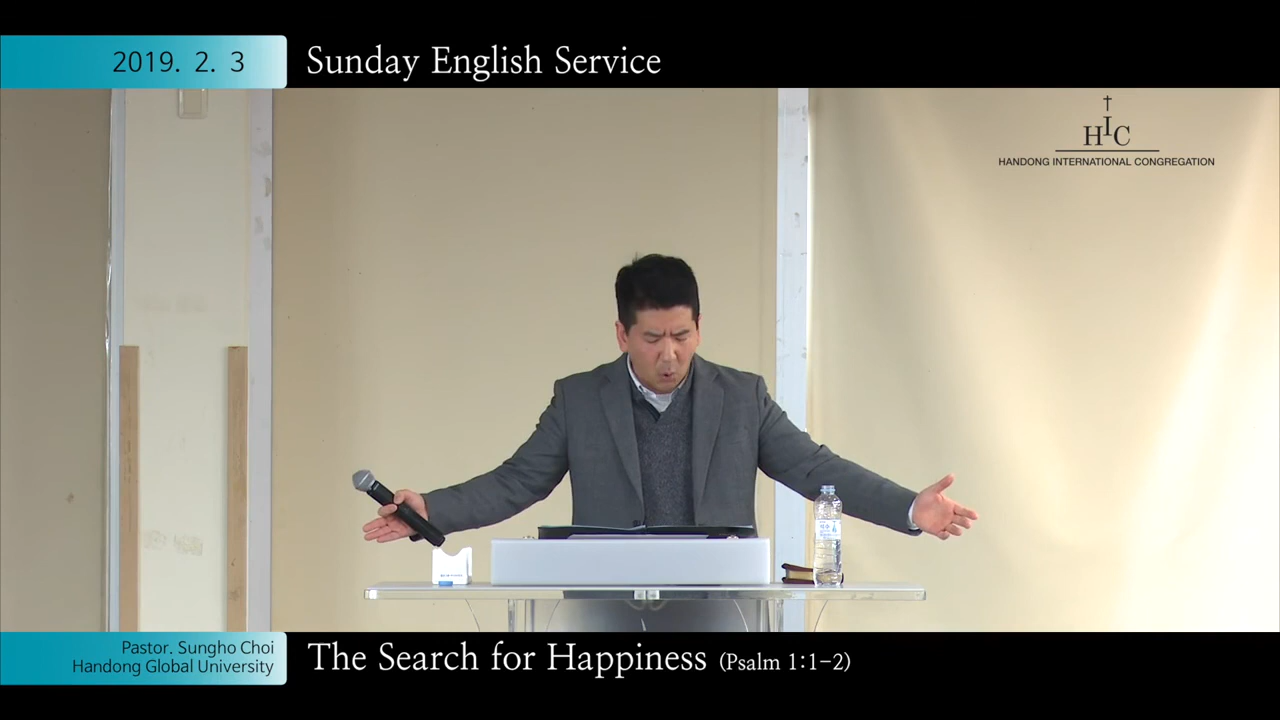 2019. 2. 3
Sunday English Service
HIC
HANDONG INTERNATIONAL CONGREGATION
Pastor. Sungho Choi
Handong Global University
The Search for Happiness (Psalm 1:1-2)